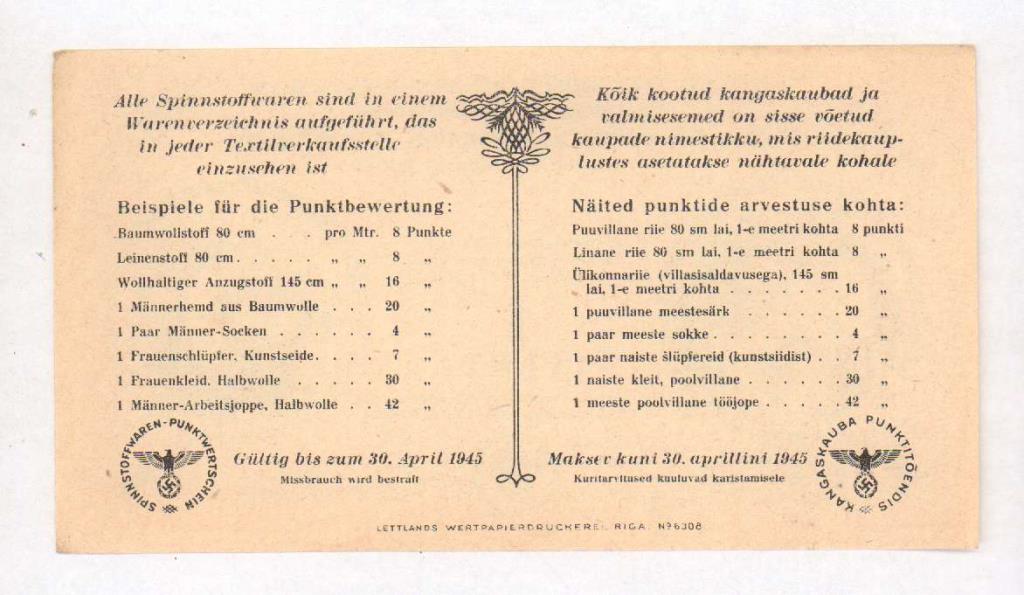 Alle Spinnstoffwaren sind in einem
Warenverzeichnis aufgeführt, das
in jeder Textilverkaufsstelle
einzusehen ist
Beispiele für die Punktbewertung:
Baumwollstoff 80 cm . . . pro Mtr. 8 Punkte
Leinenstoff 80 cm . . . . . „ „ 8 „
Wollhaltiger Anzugstoff 145 cm „ „ 16 „
1 Männerhemd aus Baumwolle . . . 20 „
1 Paar Männer-Socken . . . . . . 4 „
1 Frauenschlüpfer, Kunstseide . . . . 7 „
1 Frauenkleid, Halbwolle . . . . . 30 „
1 Männer-Arbeitsjoppe, Halbwolle . . 42 „
SPINNSTOFFWAREN-PUNKTWERTSCHEIN
Gültig bis zum 30. April 1945
Missbrauch wird bestraft
Kõik kootud kangaskaubad ja
valmisesemed on sisse võetud
kaupade nimestikku, mis riidekaup-
lustes asetatakse nähtavale kohale
Näited punktide arvestuse kohta:
Puuvillane riie 80 sm lai, 1-e meetri kohta 8 punkti
Linane riie 80 sm lai, 1-e meetri kohta 8 „
Ülikonnariie (villasisaldavusega), 145 sm
lai, 1-e meetri kohta . . . . . . . 16 „
1 puuvillane meestesärk . . . . . . 20 „
1 paar meeste sokke . . . . . . . . 4 „
1 paar naiste šlüpfereid (kunstsiidist) . . 7 „
1 naiste kleit, poolvillane . . . . . . 30 „
1 meeste poolvillane tööjope . . . . . 42 „
Maksev kuni 30. aprillini 1945
Kuritarvitused kuuluvad karistamisele
KANGASKAUBA PUNKTITÕENDIS
LETTLANDS WERTPAPIERDRUCKEREI, RIGA. Nº 6308